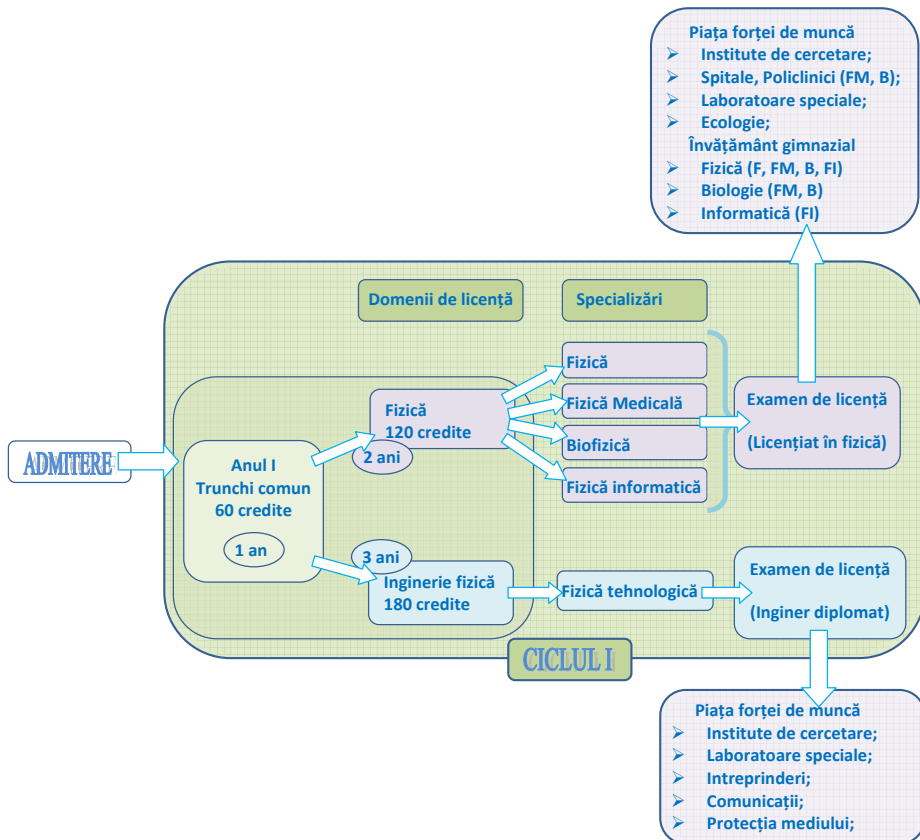 Piața forței de muncă
➢ Institute de cercetare;
➢ Spitale, Policlinici (FM, B);
➢ Laboratoare speciale;
➢ Ecologie;
Învățământ gimnazial
➢ Fizică (F, FM, B, FI)
➢ Biologie (FM, B)
➢ Informatică (FI)
Domenii de licență
Specializări
Fizică
Fizică Medicală
Biofizică
Fizică informatică
Fizică
120 credite
2 ani
Examen de licență
(Licențiat în fizică)
ADMITERE
Anul I
Trunchi comun
60 credite
1 an
3 ani
Inginerie fizică
180 credite
Fizică tehnologică
Examen de licență
(Inginer diplomat)
CICLUL I
Piața forței de muncă
➢ Institute de cercetare;
➢ Laboratoare speciale;
➢ Intreprinderi;
➢ Comunicații;
➢ Protecția mediului;